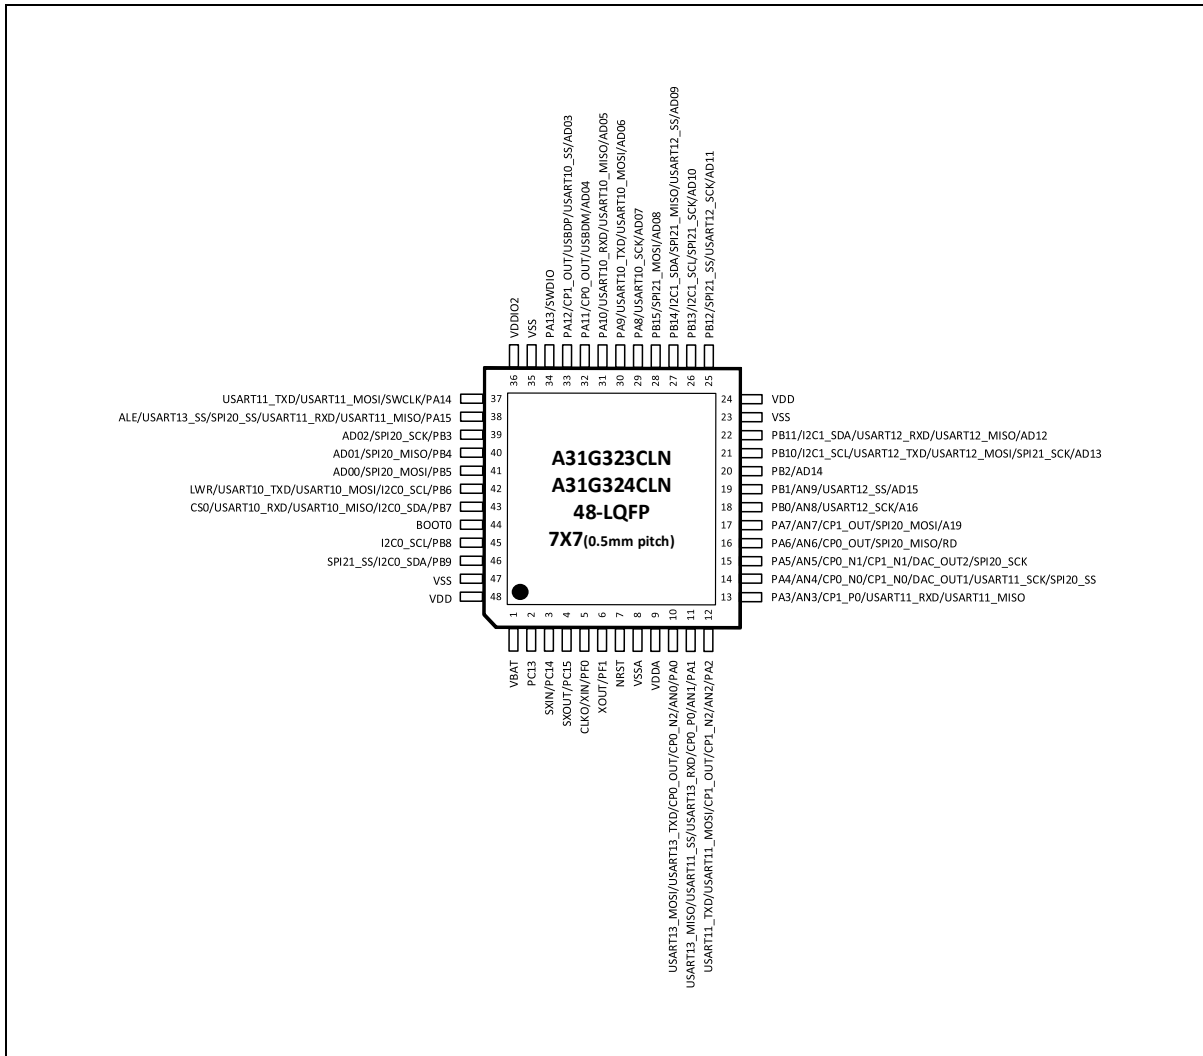 VDDIO2
VSS
PA13/SWDIO
PA12/CP1_OUT/USBDP/USART10_SS/AD03
PA11/CP0_OUT/USBDM/AD04
PA10/USART10_RXD/USART10_MISO/AD05
PA9/USART10_TXD/USART10_MOSI/AD06
PA8/USART10_SCK/AD07
PB15/SPI21_MOSI/AD08
PB14/I2C1_SDA/SPI21_MISO/USART12_SS/AD09
PB13/I2C1_SCL/SPI21_SCK/AD10
PB12/SPI21_SS/USART12_SCK/AD11
36 35 34 33 32 31 30 29 28 27 26 25
USART11_TXD/USART11_MOSI/SWCLK/PA14 37
ALE/USART13_SS/SPI20_SS/USART11_RXD/USART11_MISO/PA15 38
AD02/SPI20_SCK/PB3 39
AD01/SPI20_MISO/PB4 40
AD00/SPI20_MOSI/PB5 41
LWR/USART10_TXD/USART10_MOSI/I2C0_SCL/PB6 42
CS0/USART10_RXD/USART10_MISO/I2C0_SDA/PB7 43
BOOT0 44
I2C0_SCL/PB8 45
SPI21_SS/I2C0_SDA/PB9 46
VSS 47
VDD 48
A31G323CLN
A31G324CLN
48-LQFP
7X7(0.5mm pitch)
24 VDD
23 VSS
22 PB11/I2C1_SDA/USART12_RXD/USART12_MISO/AD12
21 PB10/I2C1_SCL/USART12_TXD/USART12_MOSI/SPI21_SCK/AD13
20 PB2/AD14
19 PB1/AN9/USART12_SS/AD15
18 PB0/AN8/USART12_SCK/A16
17 PA7/AN7/CP1_OUT/SPI20_MOSI/A19
16 PA6/AN6/CP0_OUT/SPI20_MISO/RD
15 PA5/AN5/CP0_N1/CP1_N1/DAC_OUT2/SPI20_SCK
14 PA4/AN4/CP0_N0/CP1_N0/DAC_OUT1/USART11_SCK/SPI20_SS
13 PA3/AN3/CP1_P0/USART11_RXD/USART11_MISO
1 2 3 4 5 6 7 8 9 10 11 12
VBAT
PC13
SXIN/PC14
SXOUT/PC15
CLKO/XIN/PF0
XOUT/PF1
NRST
VSSA
VDDA
USART13_MOSI/USART13_TXD/CP0_OUT/CP0_N2/AN0/PA0
USART13_MISO/USART11_SS/USART13_RXD/CP0_P0/AN1/PA1
USART11_TXD/USART11_MOSI/CP1_OUT/CP1_N2/AN2/PA2